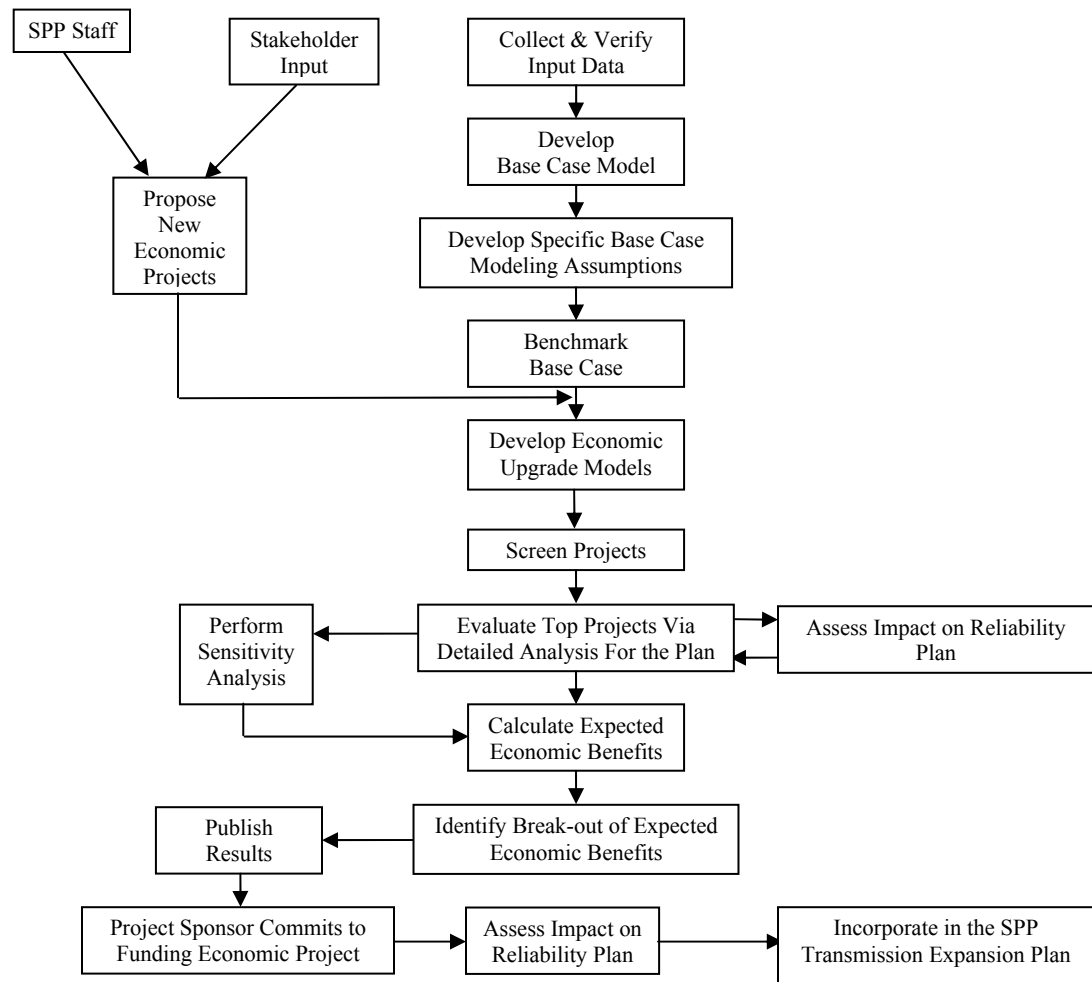 SPP Staff
Stakeholder
Input
Collect & Verify
Input Data
Develop
Base Case Model
Propose
New
Economic
Projects
Develop Specific Base Case
Modeling Assumptions
Benchmark
Base Case
Develop Economic
Upgrade Models
Screen Projects
Perform
Sensitivity
Analysis
Evaluate Top Projects Via
Detailed Analysis For the Plan
Assess Impact on Reliability
Plan
Calculate Expected
Economic Benefits
Publish
Results
Identify Break-out of Expected
Economic Benefits
Project Sponsor Commits to
Funding Economic Project
Assess Impact on
Reliability Plan
Incorporate in the SPP
Transmission Expansion Plan